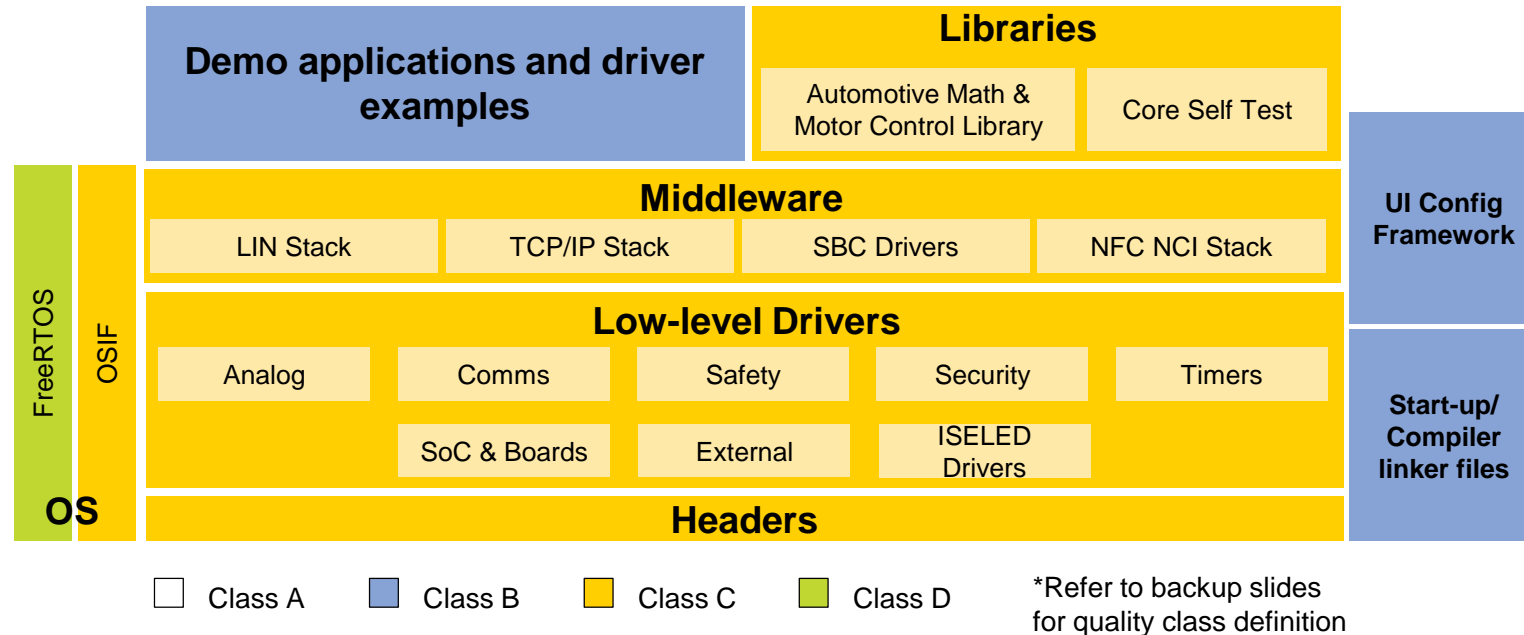 Demo applications and driver
examples
Libraries
Automotive Math &
Motor Control Library
Core Self Test
FreeRTOS
OSIF
OS
Middleware
LIN Stack
TCP/IP Stack
SBC Drivers
NFC NCI Stack
Low-level Drivers
Analog
Comms
Safety
Security
Timers
SoC & Boards
External
ISELED
Drivers
Headers
UI Config
Framework
Start-up/
Compiler
linker files
Class A
Class B
Class C
Class D
*Refer to backup slides
for quality class definition